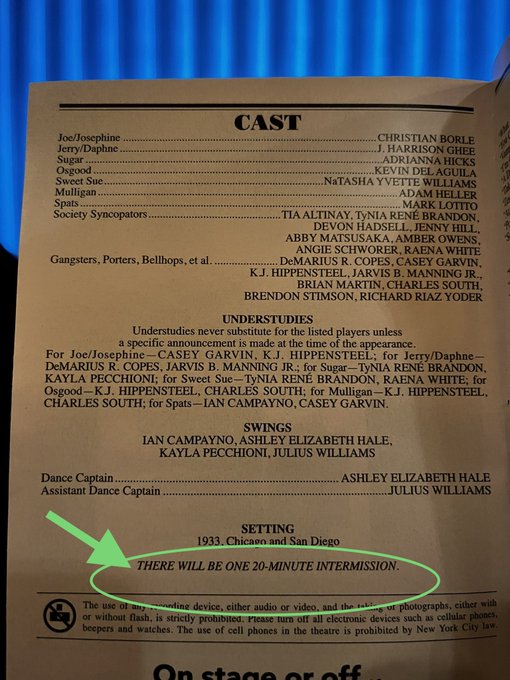 CAST
Joe/Josephine CHRISTIAN BORLE
Jerry/Daphne J. HARRISON GHEE
Sugar ADRIANNA HICKS
Osgood KEVIN DEL AGUILA
Sweet Sue NaTASHA YVETTE WILLIAMS
Mulligan ADAM HELLER
Spats MARK LOTITO
Society Syncopators TIA ALTINAY, TyNIA RENÉ BRANDON,
DEVON HADSELL, JENNY HILL,
ABBY MATSUSAKA, AMBER OWENS,
ANGIE SCHWORER, RAENA WHITE
Gangsters, Porters, Bellhops, et al. DeMARIUS R. COPES, CASEY GARVIN,
K.J. HIPPENSTEEL, JARVIS B. MANNING JR.,
BRIAN MARTIN, CHARLES SOUTH,
BRENDON STIMSON, RICHARD RIAZ YODER
UNDERSTUDIES
Understudies never substitute for the listed players unless
a specific announcement is made at the time of the appearance.
For Joe/Josephine—CASEY GARVIN, K.J. HIPPENSTEEL; for Jerry/Daphne—
DeMARIUS R. COPES, JARVIS B. MANNING JR.; for Sugar—TyNIA RENÉ BRANDON,
KAYLA PECCHIONI; for Sweet Sue—TyNIA RENÉ BRANDON, RAENA WHITE; for
Osgood—K.J. HIPPENSTEEL, CHARLES SOUTH; for Mulligan—K.J. HIPPENSTEEL,
CHARLES SOUTH; for Spats—IAN CAMPAYNO, CASEY GARVIN.
SWINGS
IAN CAMPAYNO, ASHLEY ELIZABETH HALE,
KAYLA PECCHIONI, JULIUS WILLIAMS
Dance Captain ASHLEY ELIZABETH HALE
Assistant Dance Captain JULIUS WILLIAMS
SETTING
1933, Chicago and San Diego
THERE WILL BE ONE 20-MINUTE INTERMISSION.
The use of any recording device, either audio or video, and the taking of photographs, either with
or without flash, is strictly prohibited. Please turn off all electronic devices such as cellular phones,
beepers and watches. The use of cell phones in the theatre is prohibited by New York City law.
On stage or off...